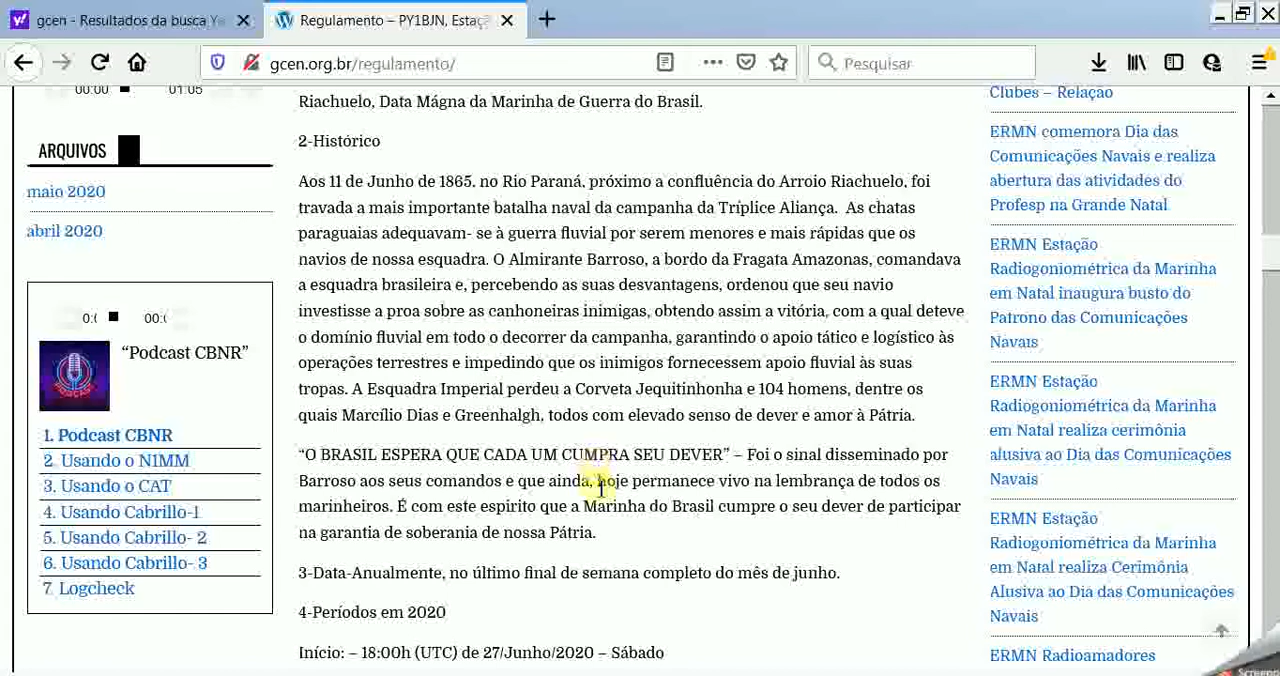 gcen - Resultados da busca Y
Regulamento – PY1BJN, Estaç
gcen.org.br/regulamento/
Pesquisar
00:00
01:05
ARQUIVOS
maio 2020
abril 2020
0:(
00:
“Podcast CBNR”
1. Podcast CBNR
2. Usando o N1MM
3. Usando o CAT
4. Usando Cabrillo-1
5. Usando Cabrillo- 2
6. Usando Cabrillo- 3
7. Logcheck
Riachuelo, Data Mágna da Marinha de Guerra do Brasil.
2-Histórico
Aos 11 de Junho de 1865, no Rio Paraná, próximo a confluência do Arroio Riachuelo, foi
travada a mais importante batalha naval da campanha da Tríplice Aliança. As chatas
paraguaias adequavam- se à guerra fluvial por serem menores e mais rápidas que os
navios de nossa esquadra. O Almirante Barroso, a bordo da Fragata Amazonas, comandava
a esquadra brasileira e, percebendo as suas desvantagens, ordenou que seu navio
investisse a proa sobre as canhoneiras inimigas, obtendo assim a vitória, com a qual deteve
o domínio fluvial em todo o decorrer da campanha, garantindo o apoio tático e logístico às
operações terrestres e impedindo que os inimigos fornecessem apoio fluvial às suas
tropas. A Esquadra Imperial perdeu a Corveta Jequitinhonha e 104 homens, dentre os
quais Marcílio Dias e Greenhalgh, todos com elevado senso de dever e amor à Pátria.
“O BRASIL ESPERA QUE CADA UM CUMPRA SEU DEVER” – Foi o sinal disseminado por
Barroso aos seus comandos e que ainda, hoje permanece vivo na lembrança de todos os
marinheiros. É com este espirito que a Marinha do Brasil cumpre o seu dever de participar
na garantia de soberania de nossa Pátria.
3-Data-Anualmente, no último final de semana completo do mês de junho.
4-Períodos em 2020
Início: – 18:00h (UTC) de 27/Junho/2020 – Sábado
Clubes – Relação
ERMN comemora Dia das
Comunicações Navais e realiza
abertura das atividades do
Profesp na Grande Natal
ERMN Estação
Radiogoniométrica da Marinha
em Natal inaugura busto do
Patrono das Comunicações
Navais
ERMN Estação
Radiogoniométrica da Marinha
em Natal realiza cerimônia
alusiva ao Dia das Comunicações
Navais
ERMN Estação
Radiogoniométrica da Marinha
em Natal realiza Cerimônia
Alusiva ao Dia das Comunicações
Navais
ERMN Radioamadores